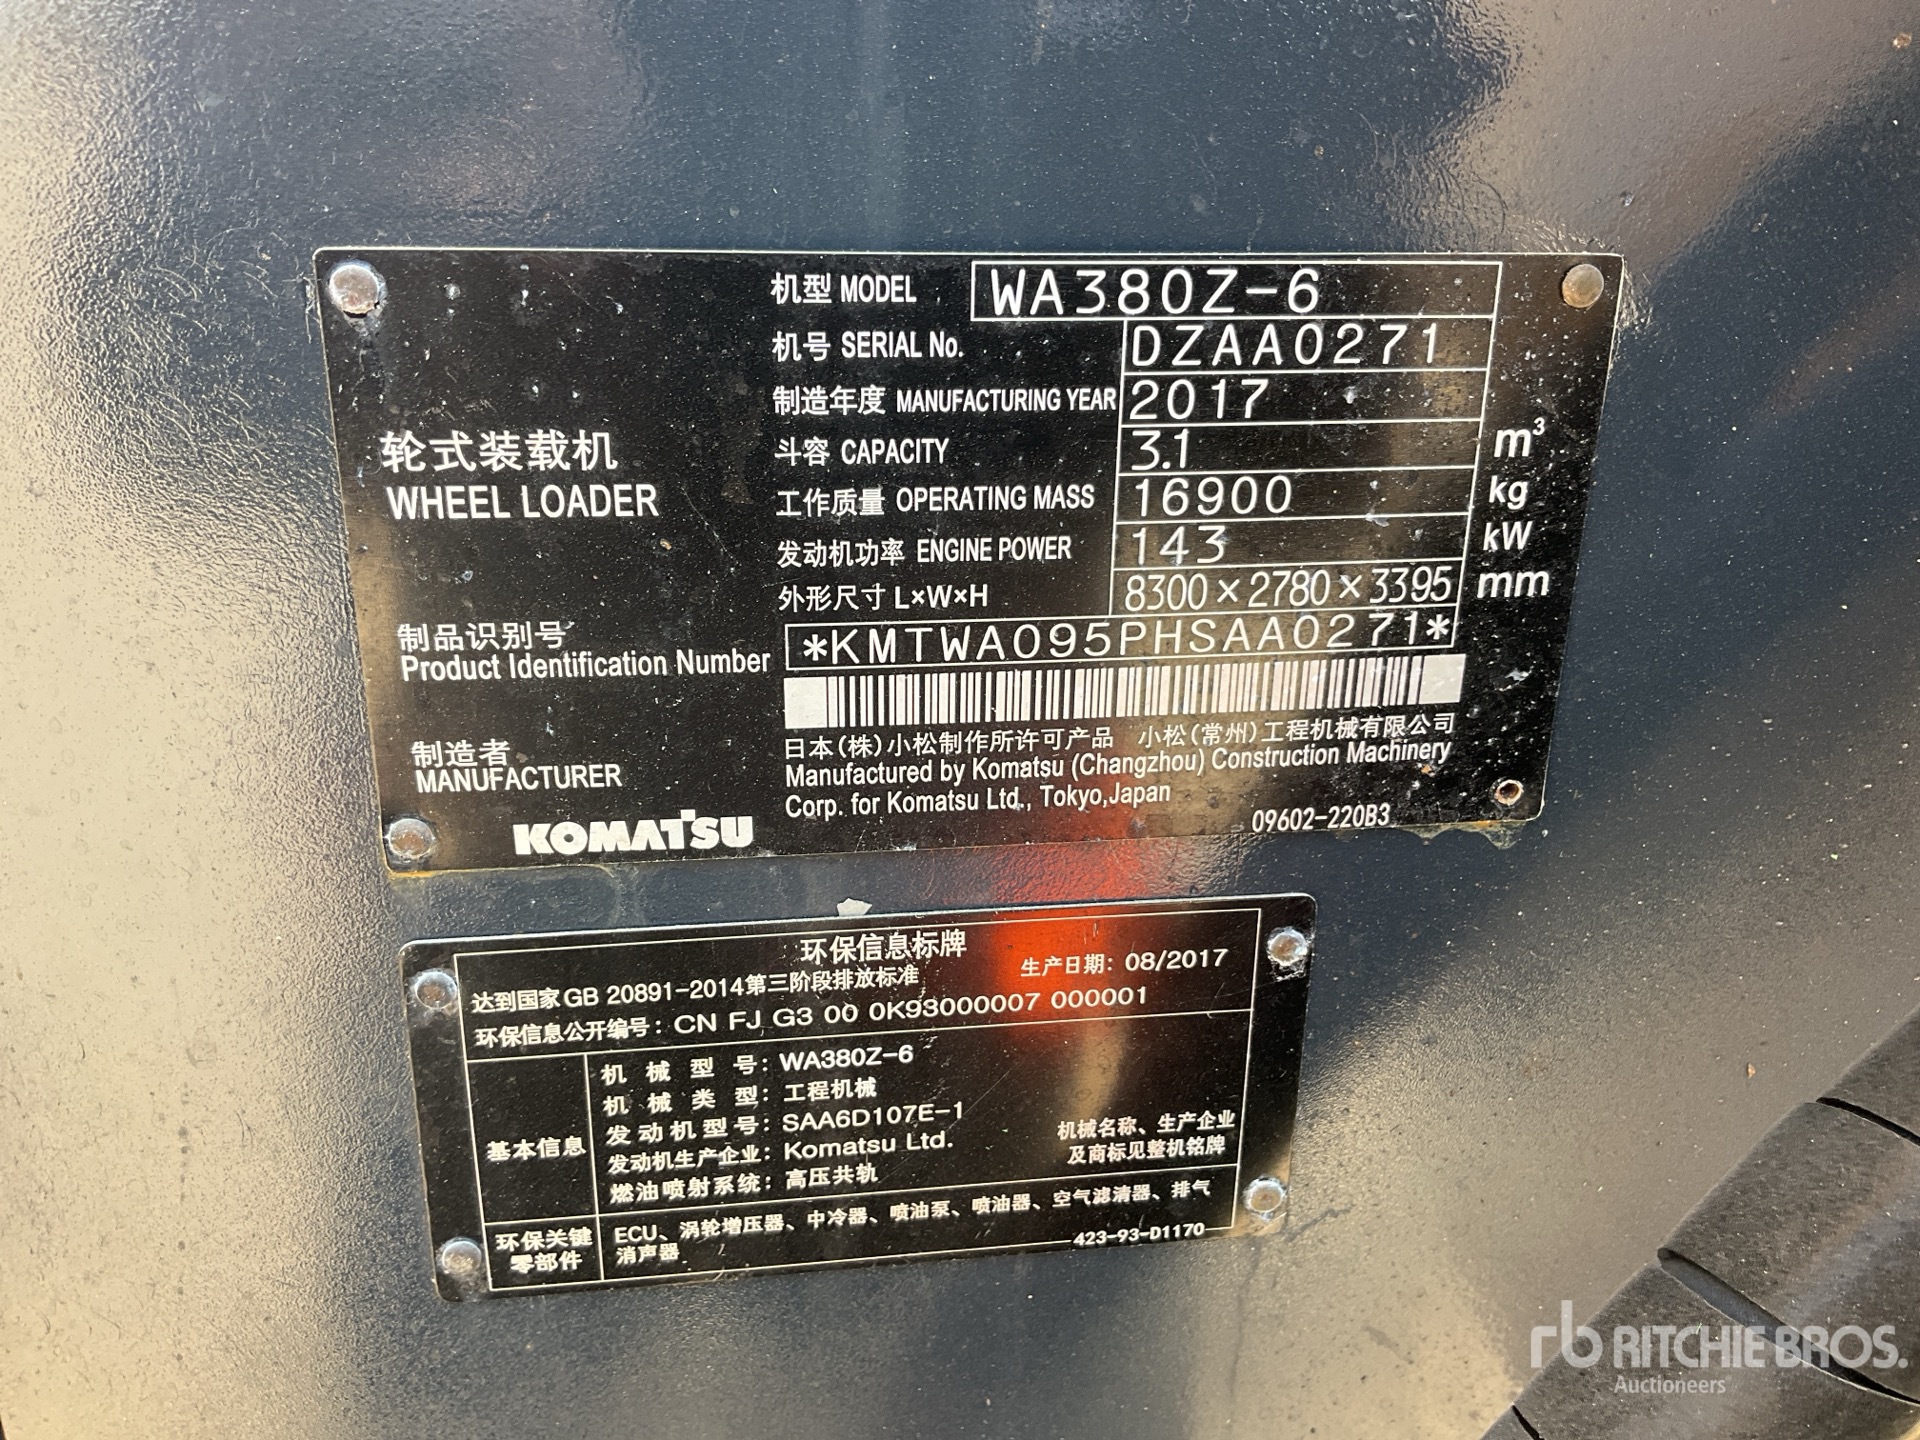 机型 MODEL WA380Z-6
机号 SERIAL No. DZAA0271
制造年度 MANUFACTURING YEAR 2017
斗容 CAPACITY 3.1 m³
工作质量 OPERATING MASS 16900 kg
发动机功率 ENGINE POWER 143 kW
外形尺寸 L×W×H 8300×2780×3395 mm
轮式装载机
WHEEL LOADER
制品识别号
Product Identification Number *KMTWA095PHSAA0271*
制造者
MANUFACTURER
日本(株)小松制作所许可产品 小松(常州)工程机械有限公司
Manufactured by Komatsu (Changzhou) Construction Machinery
Corp. for Komatsu Ltd., Tokyo,Japan
KOMATSU
09602-220B3
环保信息标牌
达到国家GB 20891-2014第三阶段排放标准
生产日期: 08/2017
环保信息公开编号: CN FJ G3 00 0K93000007 000001
基本信息
机械型号: WA380Z-6
机械类型: 工程机械
发动机型号: SAA6D107E-1
发动机生产企业: Komatsu Ltd.
燃油喷射系统: 高压共轨
机械名称、生产企业
及商标见整机铭牌
环保关键
零部件
ECU、涡轮增压器、中冷器、喷油泵、喷油器、空气滤清器、排气
消声器
423-93-D1170
rb RITCHIE BROS.
Auctioneers